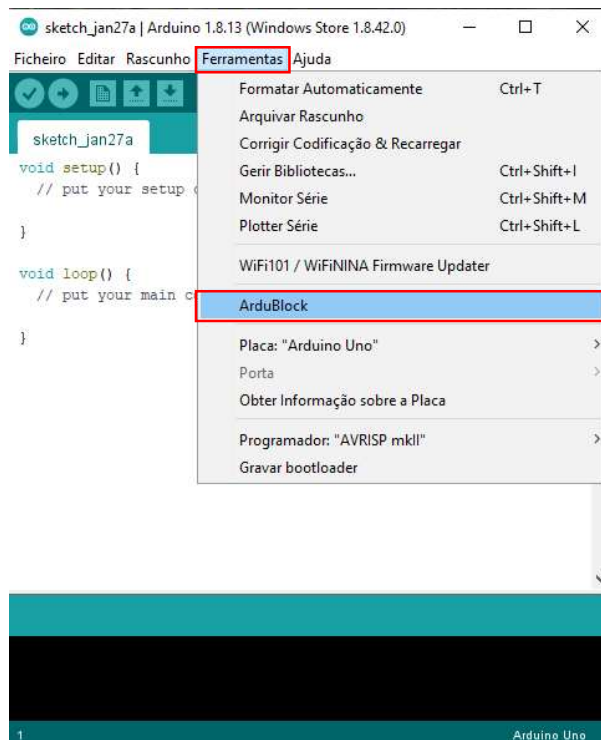 sketch_jan27a | Arduino 1.8.13 (Windows Store 1.8.42.0)
Ficheiro Editar Rascunho Ferramentas Ajuda
sketch_jan27a
void setup() {
// put your setup
}
void loop() {
// put your main c
}
Formatar Automaticamente Ctrl+T
Arquivar Rascunho
Corrigir Codificação & Recarregar
Gerir Bibliotecas... Ctrl+Shift+I
Monitor Série Ctrl+Shift+M
Plotter Série Ctrl+Shift+L
WiFi101 / WiFiNINA Firmware Updater
ArduBlock
Placa: "Arduino Uno"
Porta
Obter Informação sobre a Placa
Programador: "AVRISP mkII"
Gravar bootloader
1 Arduino Uno